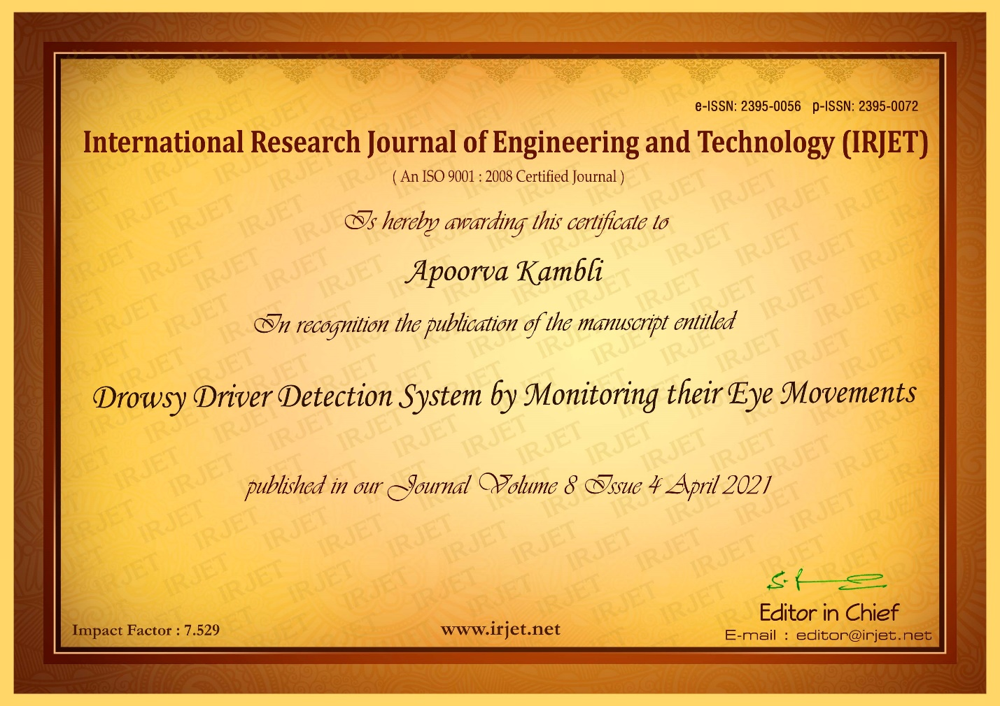 e-ISSN: 2395-0056 p-ISSN: 2395-0072
International Research Journal of Engineering and Technology (IRJET)
( An ISO 9001 : 2008 Certified Journal )
Is hereby awarding this certificate to
Apoorva Kambli
In recognition the publication of the manuscript entitled
Drowsy Driver Detection System by Monitoring their Eye Movements
published in our Journal Volume 8 Issue 4 April 2021
Editor in Chief
Impact Factor : 7.529
www.irjet.net
E-mail : editor@irjet.net